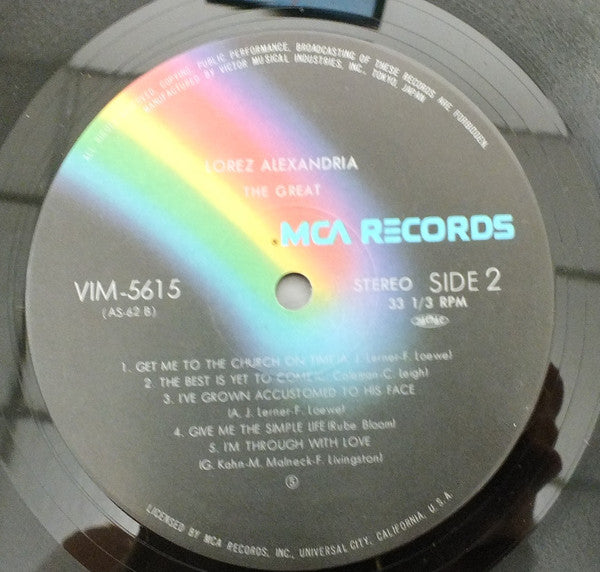 ALL RIGHTS RESERVED. COPYING, PUBLIC PERFORMANCE, BROADCASTING OF THESE RECORDS ARE FORBIDDEN.
MANUFACTURED BY VICTOR MUSICAL INDUSTRIES, INC., TOKYO, JAPAN
LOREZ ALEXANDRIA
THE GREAT
MCA RECORDS
VIM-5615
(AS-62 B)
STEREO SIDE 2
33 1/3 RPM
1. GET ME TO THE CHURCH ON TIME(A. J. Lerner-F. Loewe)
2. THE BEST IS YET TO COME(C. Coleman-C. Leigh)
3. I'VE GROWN ACCUSTOMED TO HIS FACE
(A. J. Lerner-F. Loewe)
4. GIVE ME THE SIMPLE LIFE(Rube Bloom)
5. I'M THROUGH WITH LOVE
(G. Kahn-M. Malneck-F. Livingston)
Ⓢ
LICENSED BY MCA RECORDS, INC., UNIVERSAL CITY, CALIFORNIA, U.S.A.